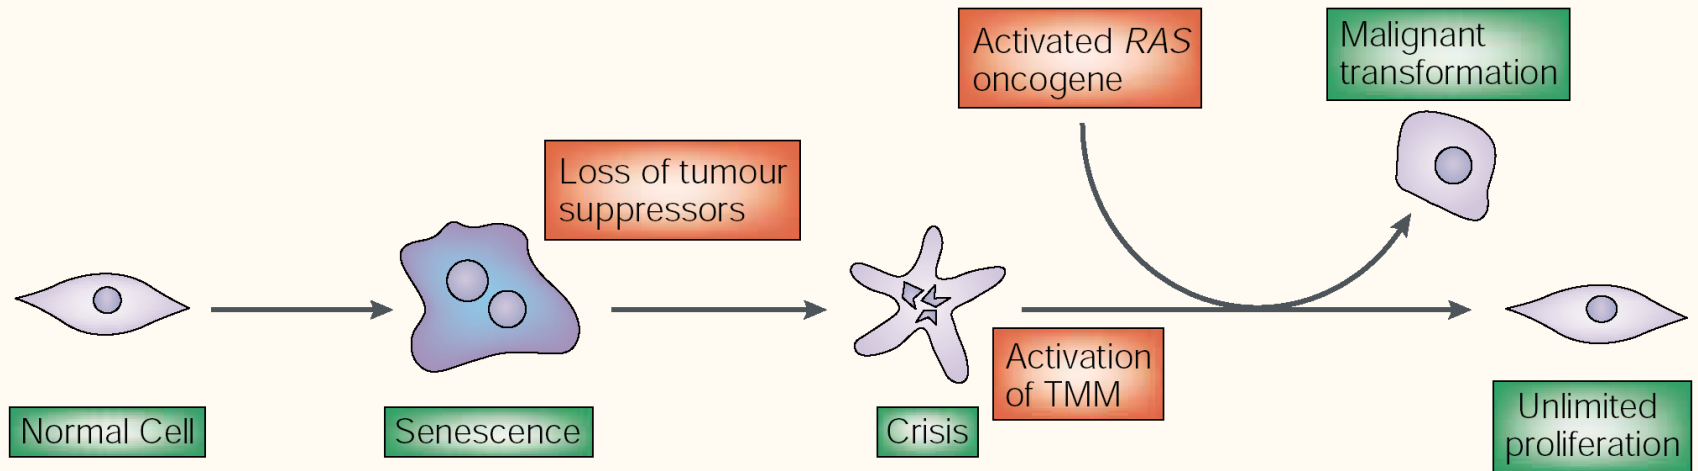 Activated RAS
oncogene
Malignant
transformation
Loss of tumour
suppressors
Activation
of TMM
Normal Cell
Senescence
Crisis
Unlimited
proliferation